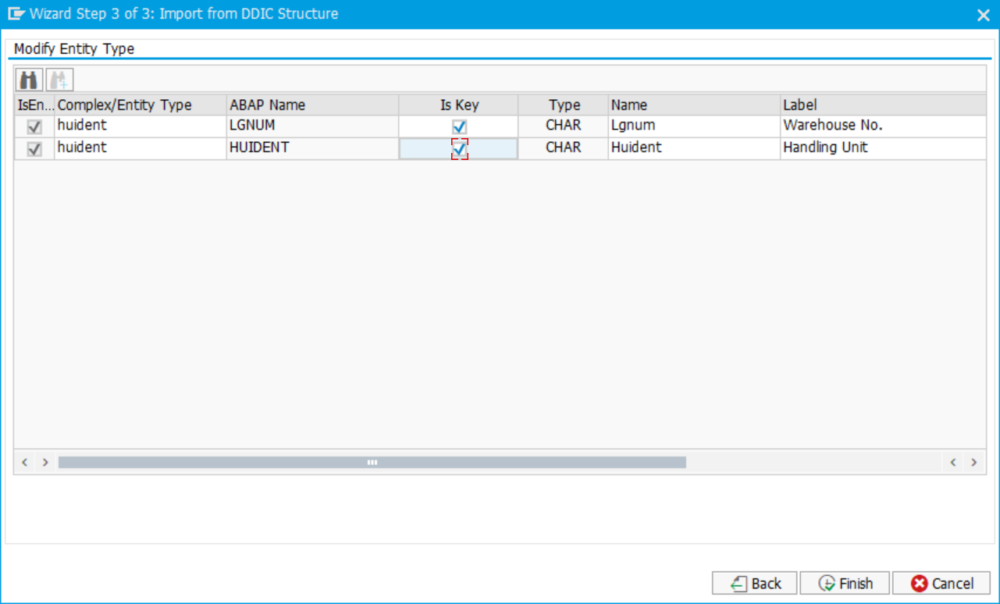 Wizard Step 3 of 3: Import from DDIC Structure
Modify Entity Type
IsEn... Complex/Entity Type ABAP Name Is Key Type Name Label
huident LGNUM CHAR Lgnum Warehouse No.
huident HUIDENT CHAR Huident Handling Unit
Back Finish Cancel